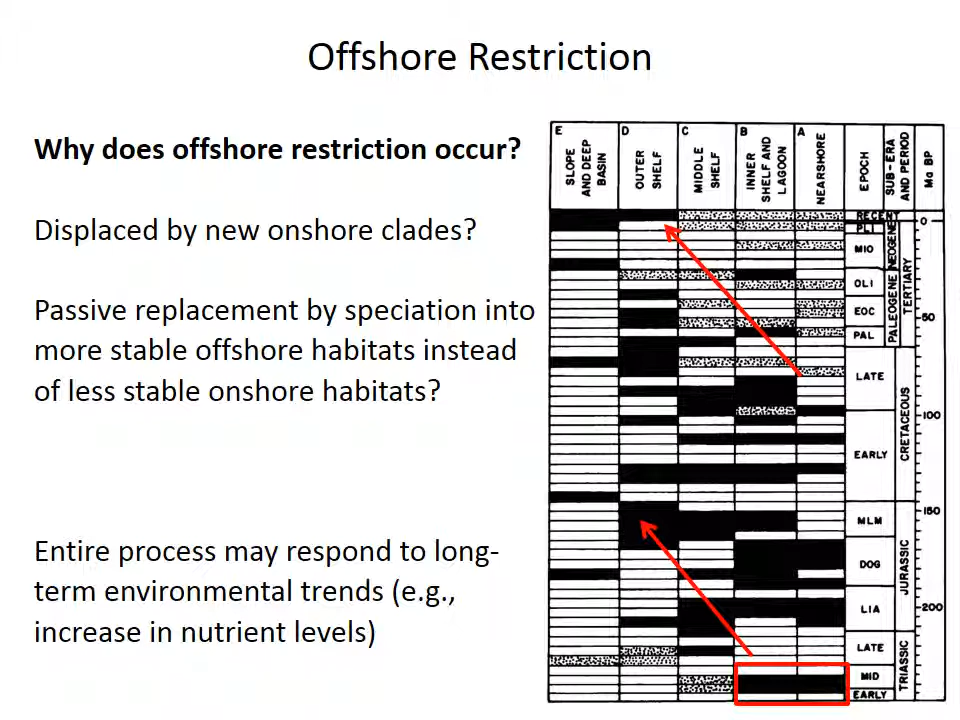 Offshore Restriction
Why does offshore restriction occur?
Displaced by new onshore clades?
Passive replacement by speciation into
more stable offshore habitats instead
of less stable onshore habitats?
Entire process may respond to long-
term environmental trends (e.g.,
increase in nutrient levels)
E
SLOPE
AND DEEP
BASIN
D
OUTER
SHELF
C
MIDDLE
SHELF
B
INNER
SHELF AND
LAGOON
A
NEARSHORE
EPOCH
SUB-ERA
AND PERIOD
Ma BP
RECENT
PLI
MIO
OLI
EOC
PAL
LATE
EARLY
MLM
DOG
LIA
LATE
MID
EARLY
NEOGENE
PALEOGENE
TERTIARY
CRETACEOUS
JURASSIC
TRIASSIC
0
50
100
150
200